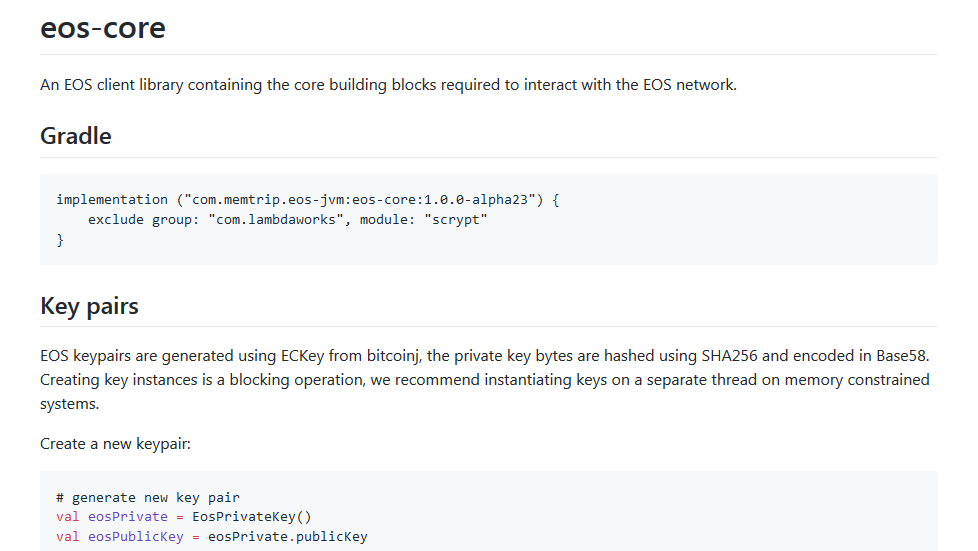 eos-core
An EOS client library containing the core building blocks required to interact with the EOS network.
Gradle
implementation ("com.memtrip.eos-jvm:eos-core:1.0.0-alpha23") {
    exclude group: "com.lambdaworks", module: "scrypt"
}
Key pairs
EOS keypairs are generated using ECKey from bitcoinj, the private key bytes are hashed using SHA256 and encoded in Base58.
Creating key instances is a blocking operation, we recommend instantiating keys on a separate thread on memory constrained
systems.
Create a new keypair:
# generate new key pair
val eosPrivate = EosPrivateKey()
val eosPublicKey = eosPrivate.publicKey